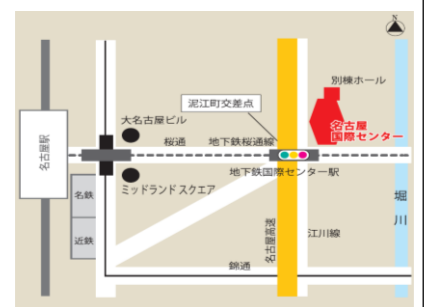 N
別棟ホール
泥江町交差点
大名古屋ビル
名古屋
国際センター
桜通
地下鉄桜通線
名古屋駅
地下鉄国際センター駅
ミッドランド スクエア
名鉄
堀川
近鉄
名古屋高速
江川線
錦通